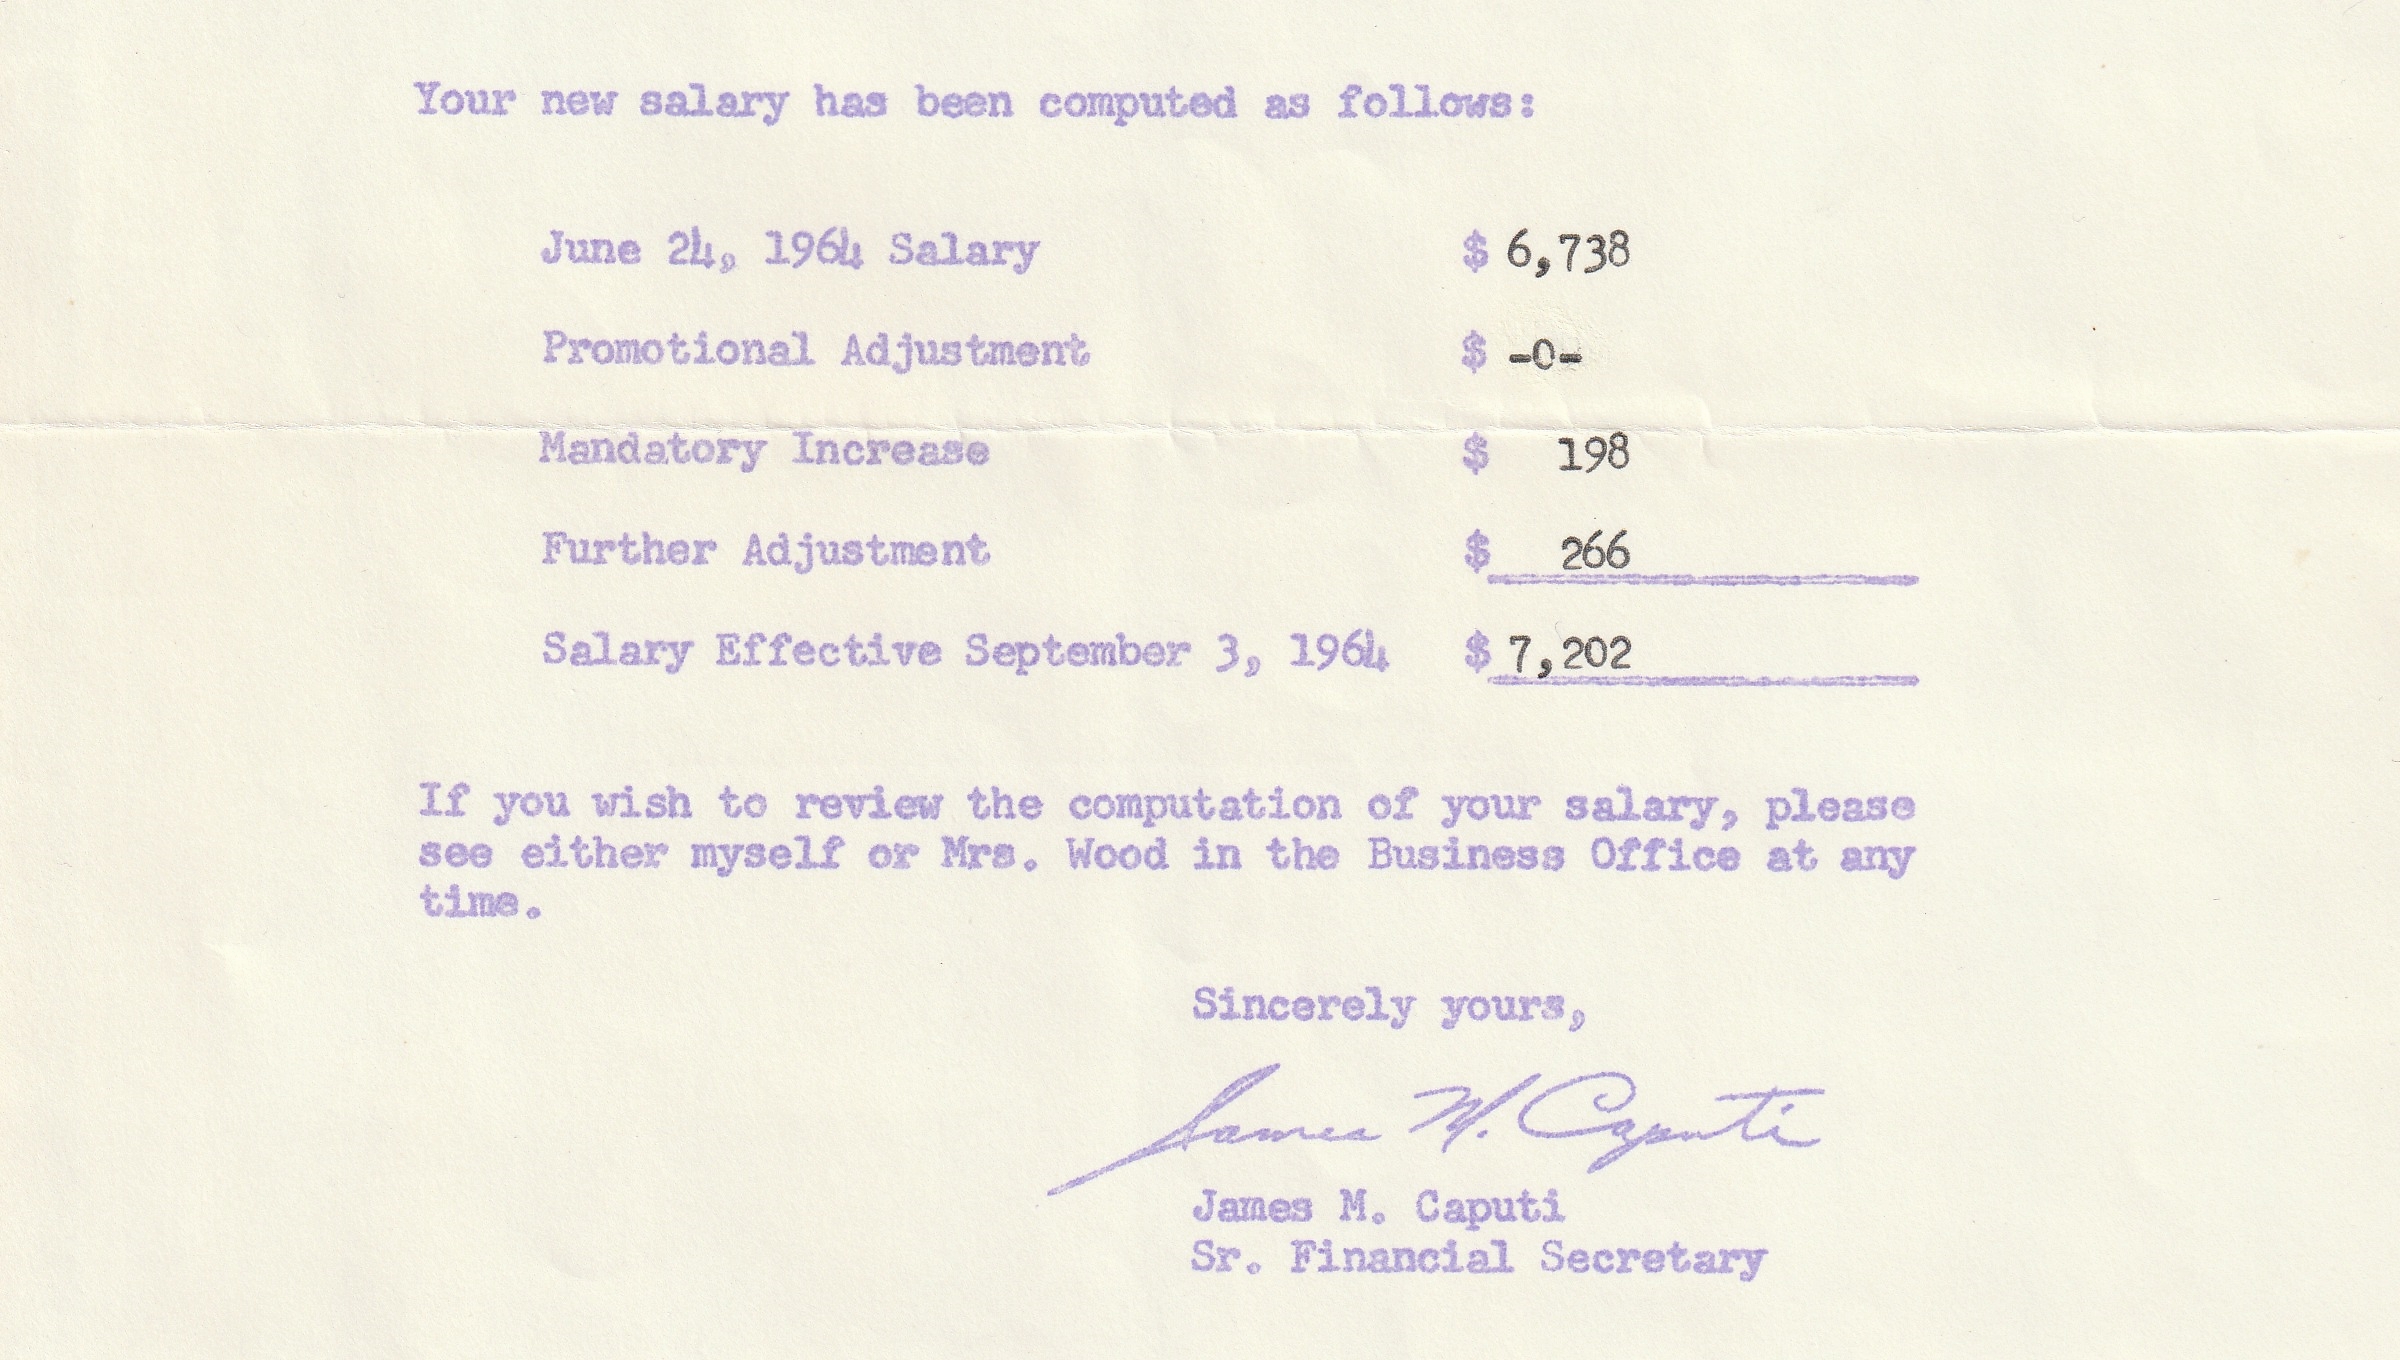 Your new salary has been computed as follows:
June 24, 1964 Salary $ 6,738
Promotional Adjustment $ -0-
Mandatory Increase $ 198
Further Adjustment $ 266
Salary Effective September 3, 1964 $ 7,202
If you wish to review the computation of your salary, please
see either myself or Mrs. Wood in the Business Office at any
time.
Sincerely yours,
James M. Caputi
James M. Caputi
Sr. Financial Secretary